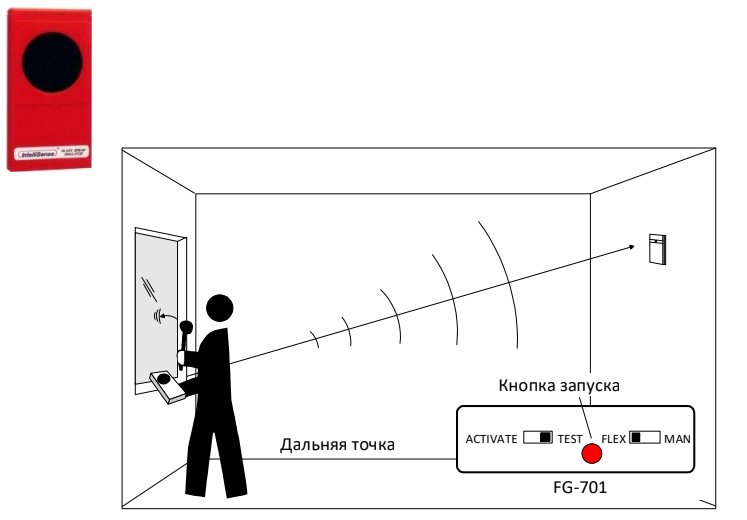 IntelliSense
Кнопка запуска
ACTIVATE TEST FLEX MAN
Дальняя точка
FG-701